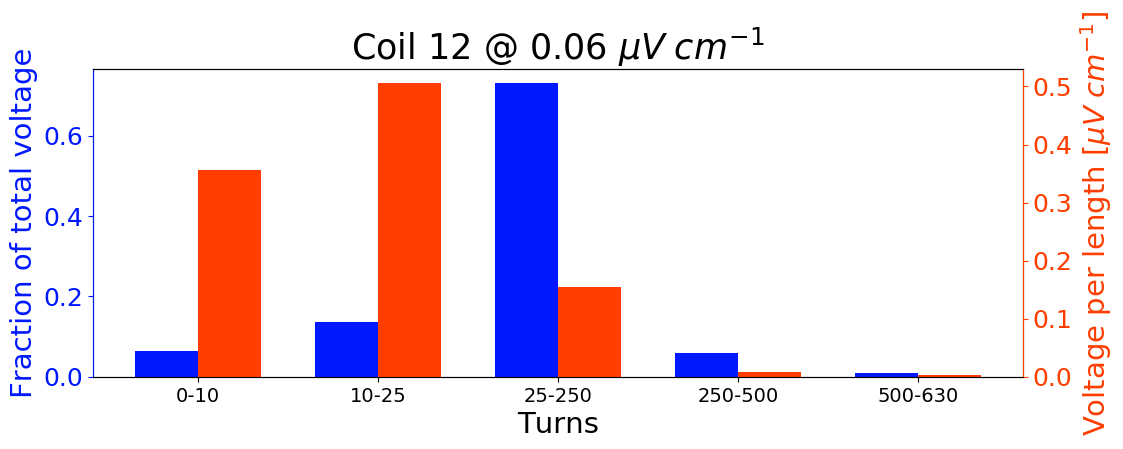 Coil 12 @ 0.06 μV cm⁻¹
Fraction of total voltage
0.6
0.4
0.2
0.0
0.5
0.4
0.3
0.2
0.1
0.0
Voltage per length [μV cm⁻¹]
0-10 10-25 25-250 250-500 500-630
Turns